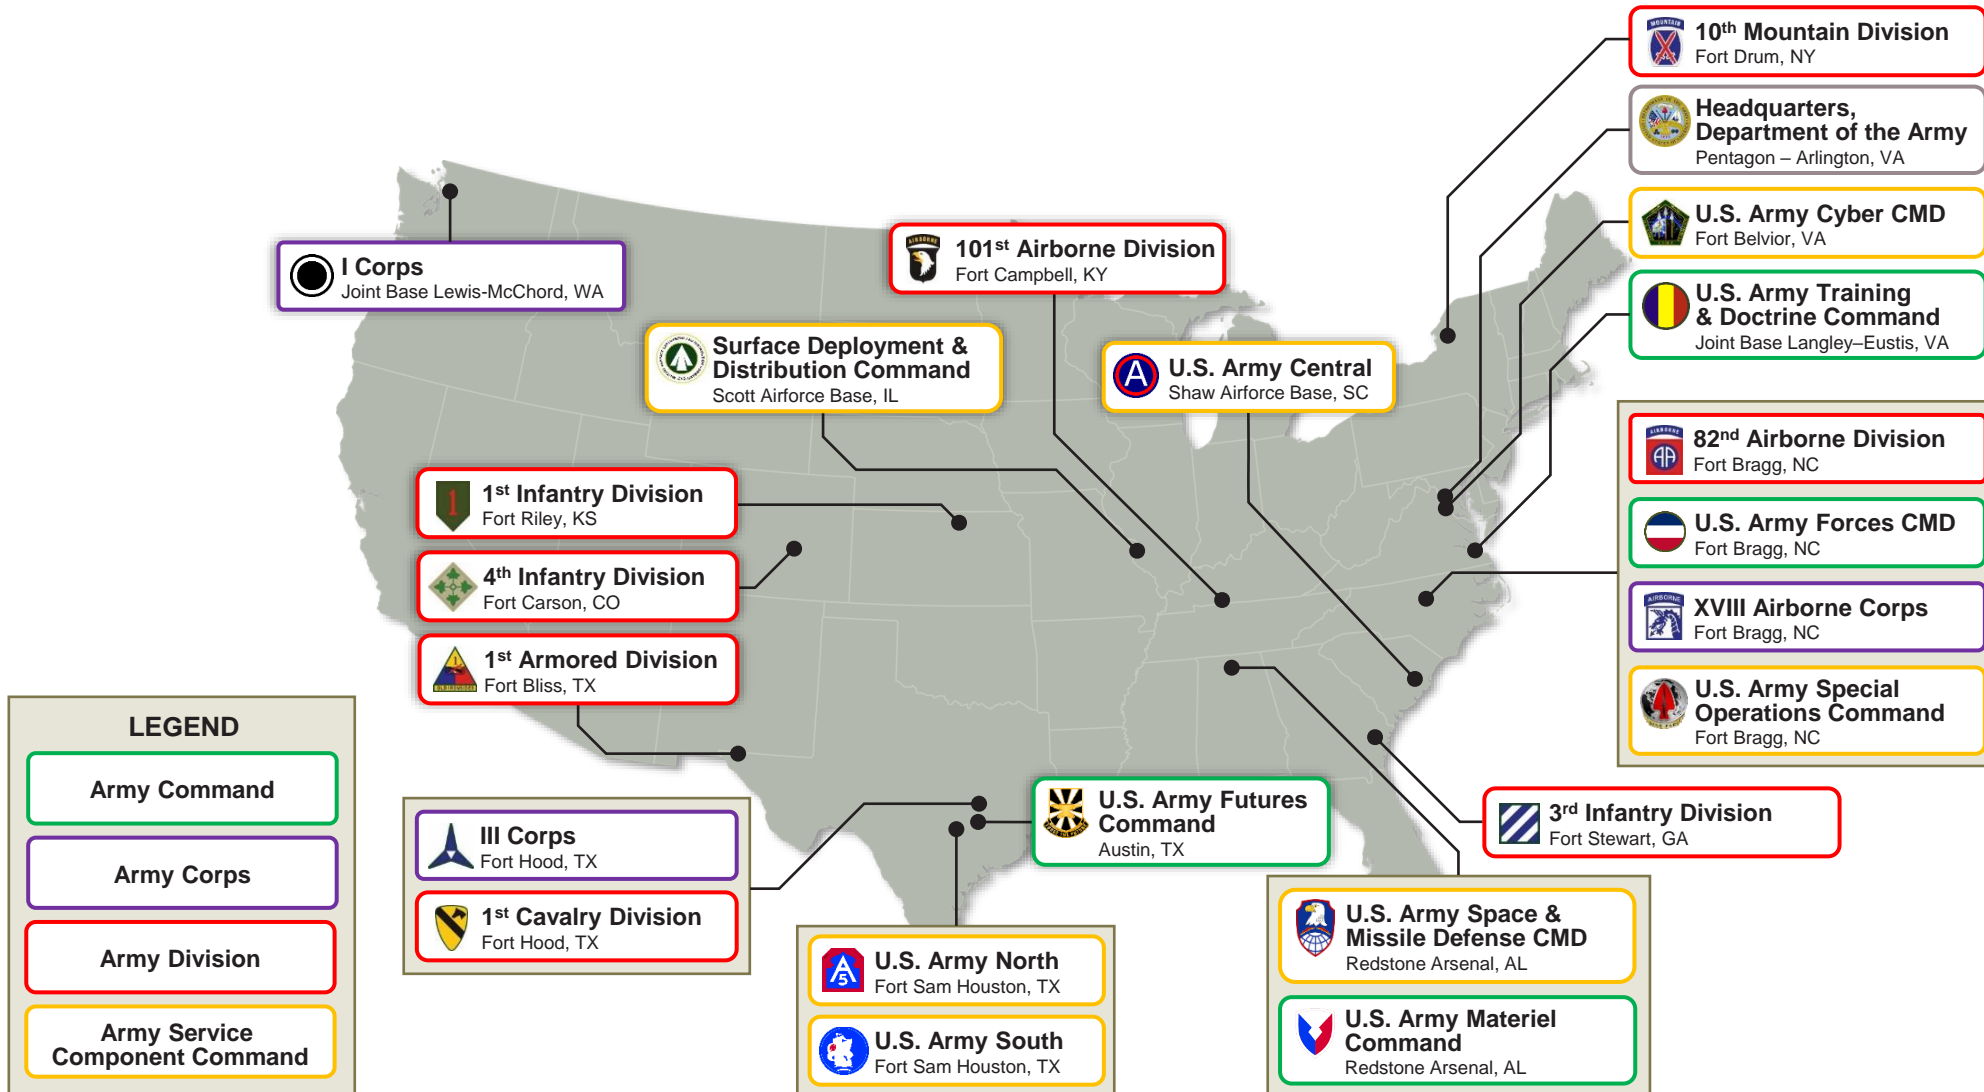 10th Mountain Division
Fort Drum, NY
Headquarters,
Department of the Army
Pentagon – Arlington, VA
U.S. Army Cyber CMD
Fort Belvior, VA
U.S. Army Training
& Doctrine Command
Joint Base Langley–Eustis, VA
I Corps
Joint Base Lewis-McChord, WA
AIRBORNE
101st Airborne Division
Fort Campbell, KY
Surface Deployment &
Distribution Command
Scott Airforce Base, IL
A
U.S. Army Central
Shaw Airforce Base, SC
AIRBORNE
AA
82nd Airborne Division
Fort Bragg, NC
U.S. Army Forces CMD
Fort Bragg, NC
AIRBORNE
XVIII Airborne Corps
Fort Bragg, NC
U.S. Army Special
Operations Command
Fort Bragg, NC
1
1st Infantry Division
Fort Riley, KS
4th Infantry Division
Fort Carson, CO
1
1st Armored Division
Fort Bliss, TX
MOUNTAIN
LEGEND
Army Command
Army Corps
Army Division
Army Service
Component Command
III Corps
Fort Hood, TX
1st Cavalry Division
Fort Hood, TX
U.S. Army Futures
Command
Austin, TX
3rd Infantry Division
Fort Stewart, GA
A
5
U.S. Army North
Fort Sam Houston, TX
U.S. Army South
Fort Sam Houston, TX
U.S. Army Space &
Missile Defense CMD
Redstone Arsenal, AL
U.S. Army Materiel
Command
Redstone Arsenal, AL